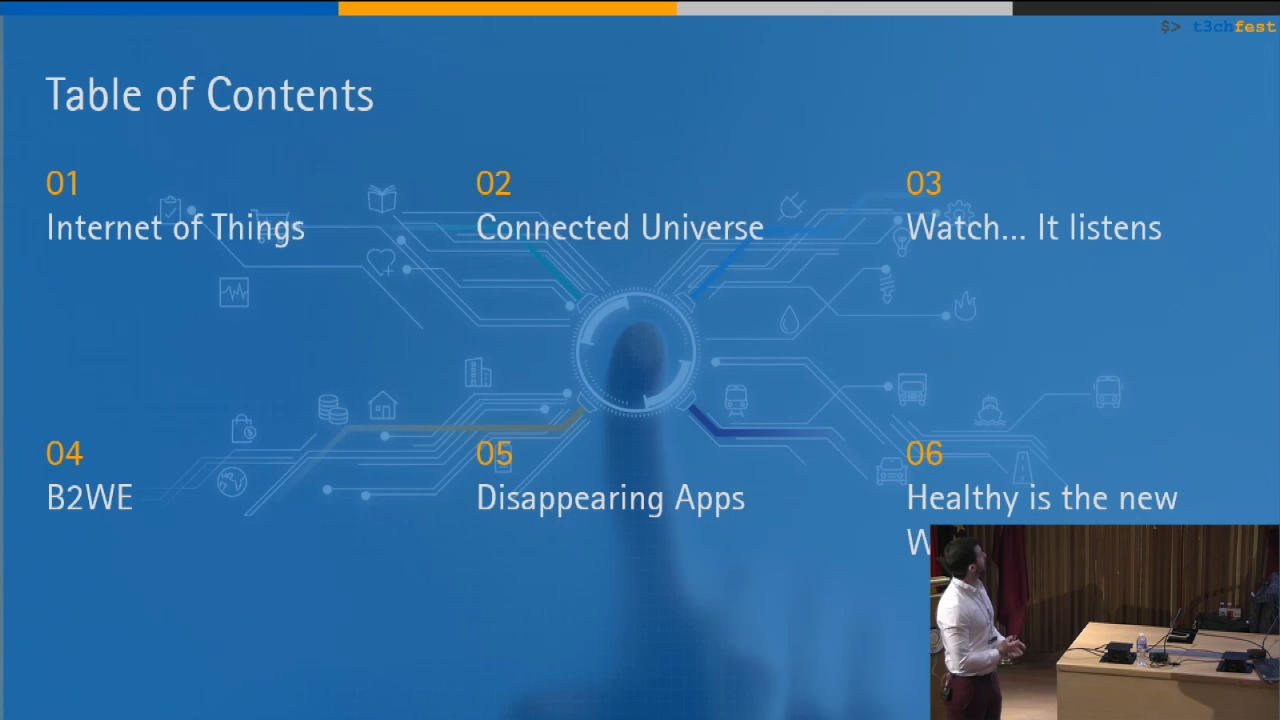 $> t3chfest
Table of Contents
01
Internet of Things
02
Connected Universe
03
Watch... It listens
04
B2WE
05
Disappearing Apps
06
Healthy is the new